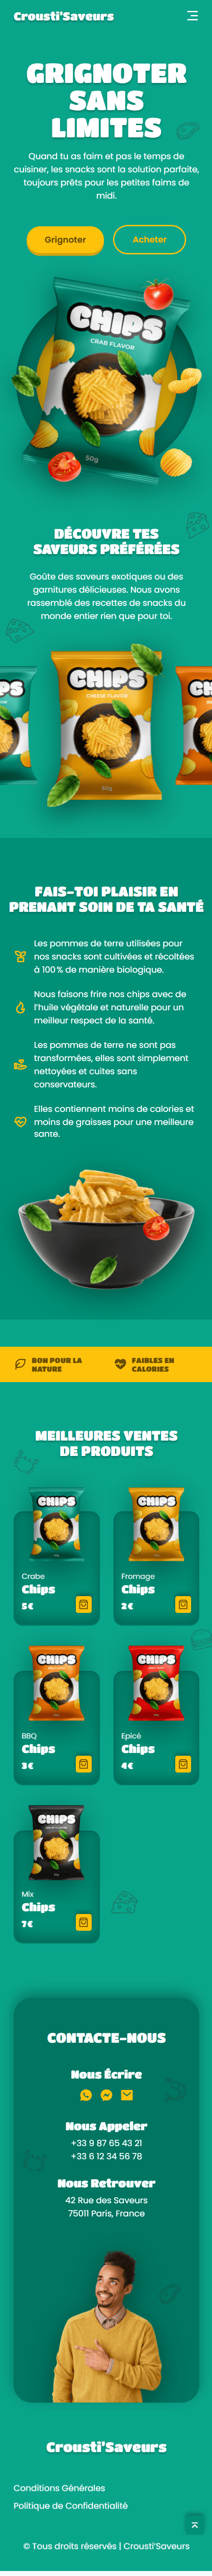 Crousti'Saveurs
GRIGNOTER
SANS
LIMITES
Quand tu as faim et pas le temps de
cuisiner, les snacks sont la solution parfaite,
toujours prêts pour les petites faims de
midi.
Grignoter
Acheter
CHIPS
CRAB FLAVOR
50g
DÉCOUVRE TES
SAVEURS PRÉFÉRÉES
Goûte des saveurs exotiques ou des
garnitures délicieuses. Nous avons
rassemblé des recettes de snacks du
monde entier rien que pour toi.
PS
CHIPS
CHEESE FLAVOR
50g
CH
FAIS-TOI PLAISIR EN
PRENANT SOIN DE TA SANTÉ
Les pommes de terre utilisées pour
nos snacks sont cultivées et récoltées
à 100 % de manière biologique.
Nous faisons frire nos chips avec de
l'huile végétale et naturelle pour un
meilleur respect de la santé.
Les pommes de terre ne sont pas
transformées, elles sont simplement
nettoyées et cuites sans
conservateurs.
Elles contiennent moins de calories et
moins de graisses pour une meilleure
santé.
BON POUR LA
NATURE
FAIBLES EN
CALORIES
MEILLEURES VENTES
DE PRODUITS
CHIPS
Crabe
Chips
5€
CHIPS
Fromage
Chips
2€
CHIPS
BBQ
Chips
3€
CHIPS
Epicé
Chips
4€
CHIPS
Mix
Chips
7€
CONTACTE-NOUS
Nous Écrire
Nous Appeler
+33 9 87 65 43 21
+33 6 12 34 56 78
Nous Retrouver
42 Rue des Saveurs
75011 Paris, France
Crousti'Saveurs
Conditions Générales
Politique de Confidentialité
© Tous droits réservés | Crousti'Saveurs